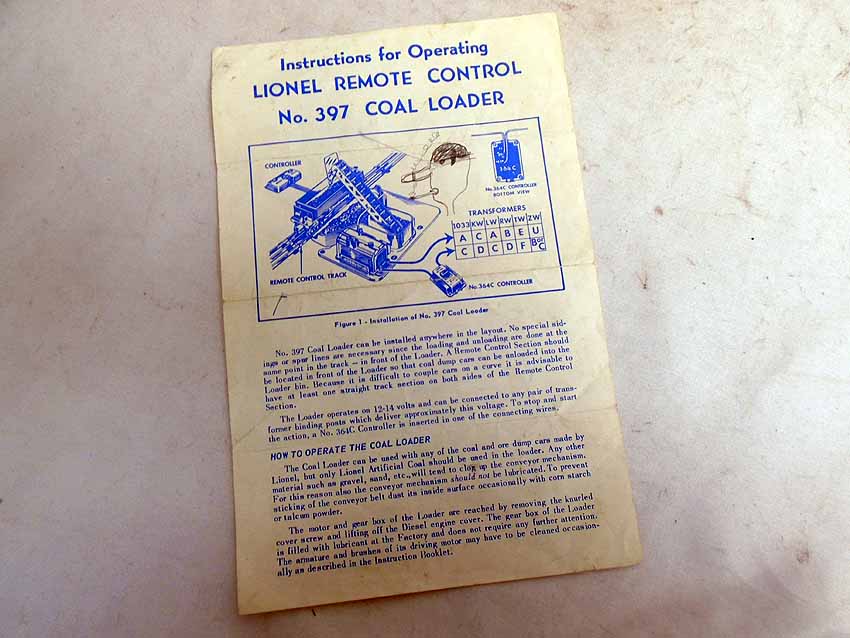 Instructions for Operating
LIONEL REMOTE CONTROL
No. 397 COAL LOADER
CONTROLLER
364C
No. 364C CONTROLLER
BOTTOM VIEW
TRANSFORMERS
1033 KW LW RW TW ZW
A C A B E U
C D C D F B or C
REMOTE CONTROL TRACK
No. 364C CONTROLLER
Figure 1 - Installation of No. 397 Coal Loader
No. 397 Coal Loader can be installed anywhere in the layout. No special sid-
ings or spur lines are necessary since the loading and unloading are done at the
same point in the track — in front of the Loader. A Remote Control Section should
be located in front of the Loader so that coal dump cars can be unloaded into the
Loader bin. Because it is difficult to couple cars on a curve it is advisable to
have at least one straight track section on both sides of the Remote Control
Section.
The Loader operates on 12-14 volts and can be connected to any pair of trans-
former binding posts which deliver approximately this voltage. To stop and start
the action, a No. 364C Controller is inserted in one of the connecting wires.
HOW TO OPERATE THE COAL LOADER
The Coal Loader can be used with any of the coal and ore dump cars made by
Lionel, but only Lionel Artificial Coal should be used in the loader. Any other
material such as gravel, sand, etc., will tend to clog up the conveyor mechanism.
For this reason also the conveyor mechanism should not be lubricated. To prevent
sticking of the conveyor belt dust its inside surface occasionally with corn starch
or talcum powder.
The motor and gear box of the Loader are reached by removing the knurled
cover screw and lifting off the Diesel engine cover. The gear box of the Loader
is filled with lubricant at the Factory and does not require any further attention.
The armature and brushes of its driving motor may have to be cleaned occasion-
ally as described in the Instruction Booklet.